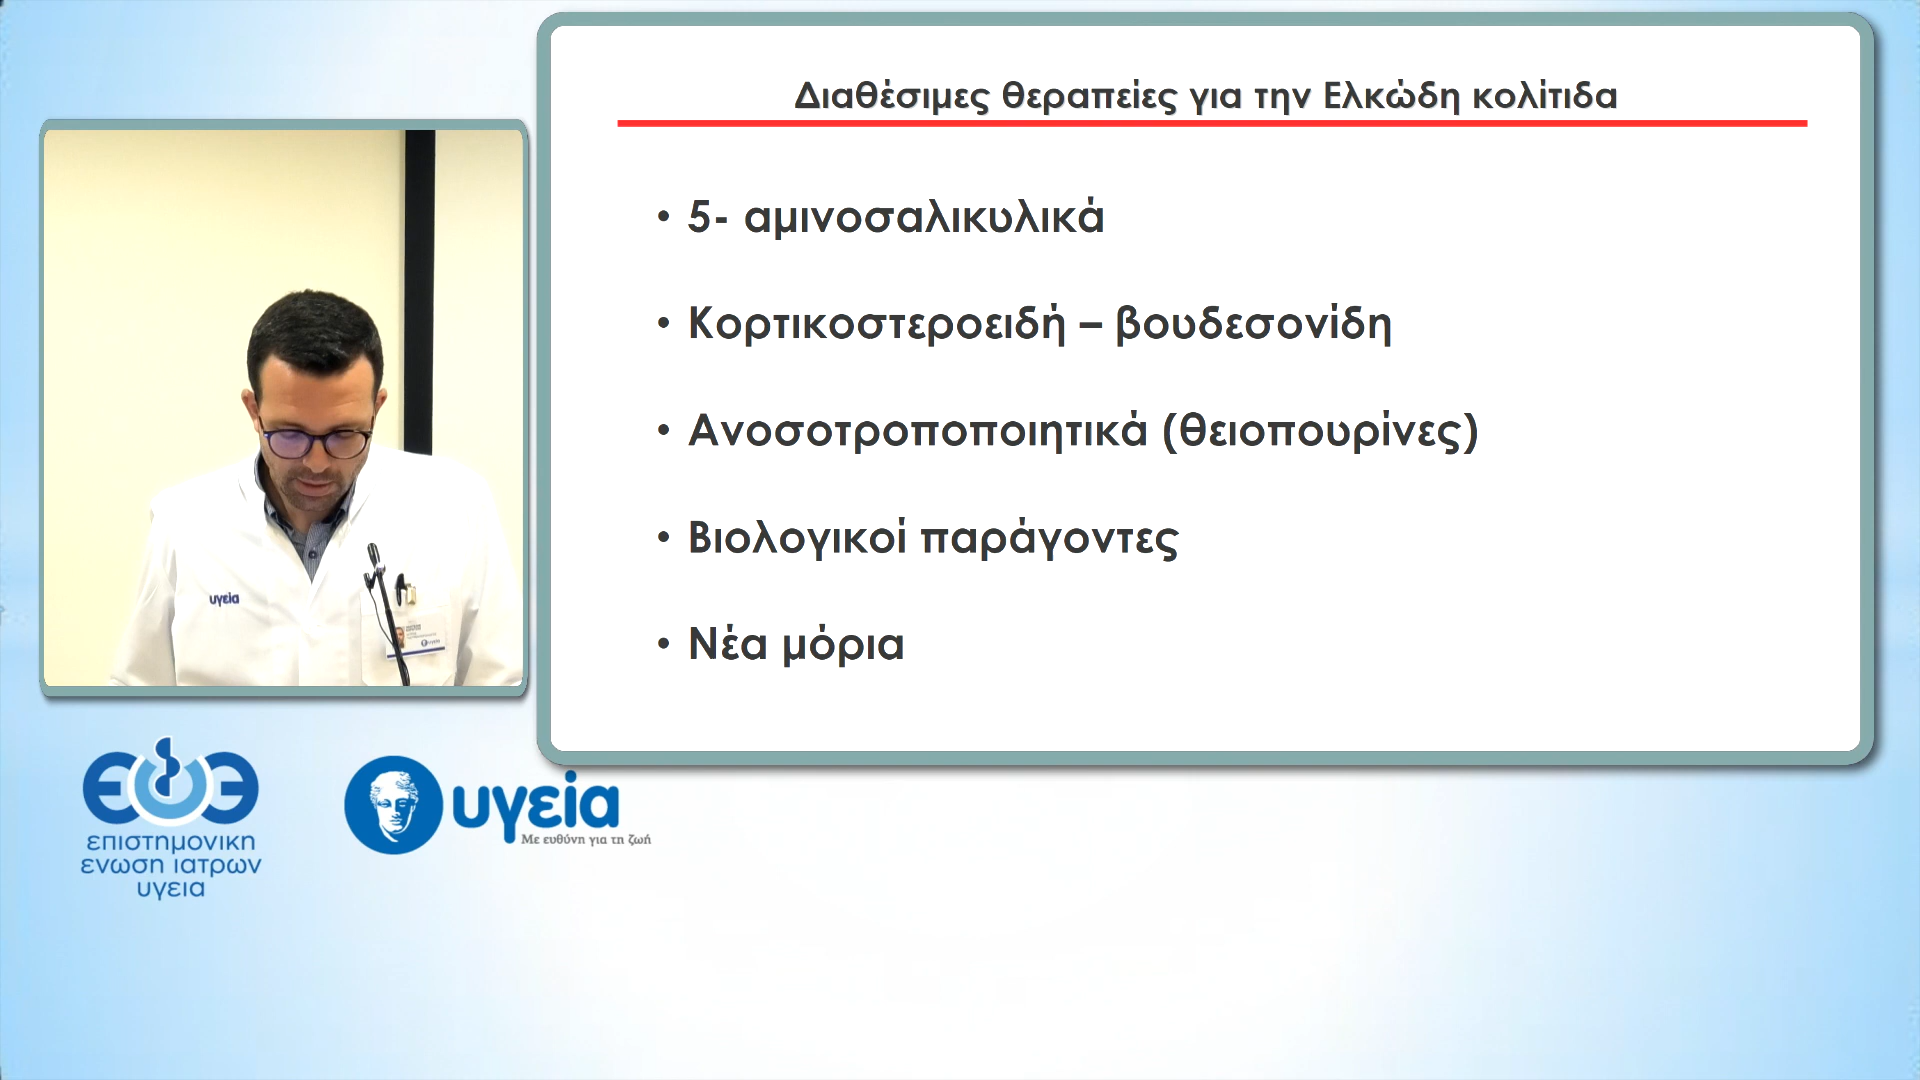 Διαθέσιμες θεραπείες για την Ελκώδη κολίτιδα
• 5- αμινοσαλικυλικά
• Κορτικοστεροειδή – βουδεσονίδη
• Ανοσοτροποποιητικά (θειοπουρίνες)
• Βιολογικοί παράγοντες
• Νέα μόρια
υγεία
επιστημονικη
ενωση ιατρων
υγεια
υγεία
Με ευθύνη για τη ζωή